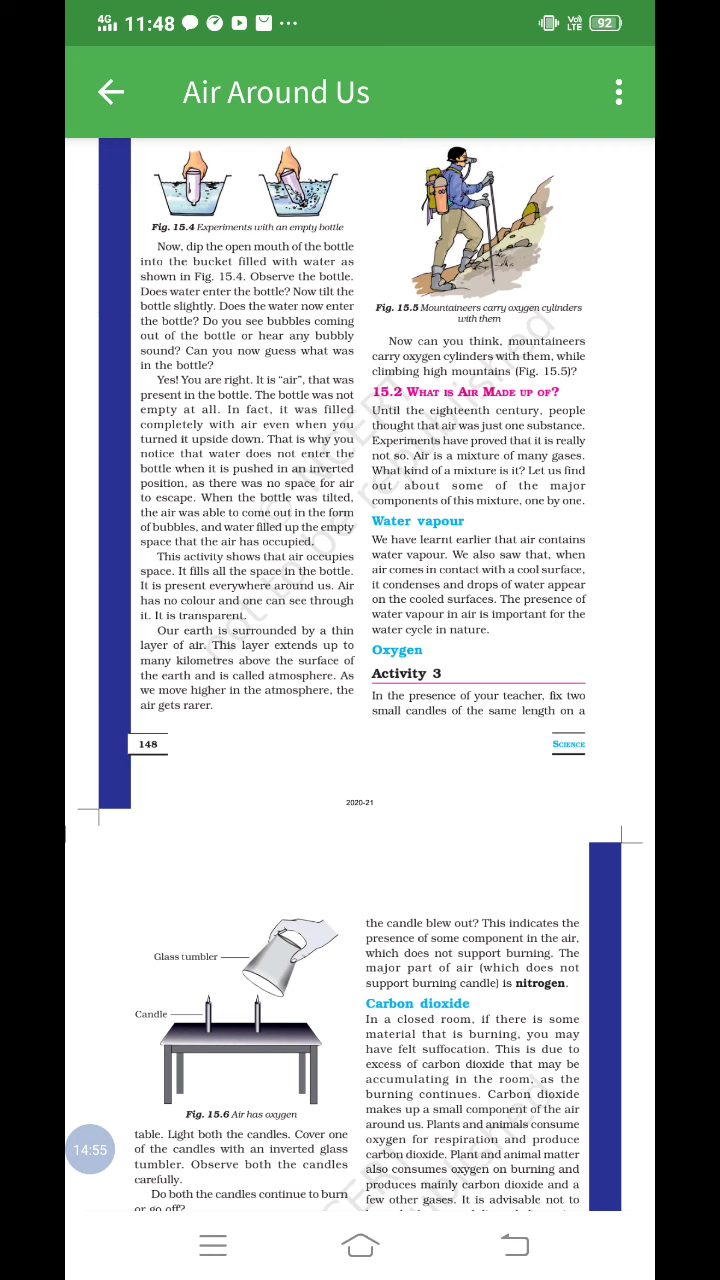 4G 11:48 ... Vo) LTE 92
Air Around Us
Fig. 15.4 Experiments with an empty bottle
Now, dip the open mouth of the bottle
into the bucket filled with water as
shown in Fig. 15.4. Observe the bottle.
Does water enter the bottle? Now tilt the
bottle slightly. Does the water now enter
the bottle? Do you see bubbles coming
out of the bottle or hear any bubbly
sound? Can you now guess what was
in the bottle?
Yes! You are right. It is “air”, that was
present in the bottle. The bottle was not
empty at all. In fact, it was filled
completely with air even when you
turned it upside down. That is why you
notice that water does not enter the
bottle when it is pushed in an inverted
position, as there was no space for air
to escape. When the bottle was tilted,
the air was able to come out in the form
of bubbles, and water filled up the empty
space that the air has occupied.
This activity shows that air occupies
space. It fills all the space in the bottle.
It is present everywhere around us. Air
has no colour and one can see through
it. It is transparent.
Our earth is surrounded by a thin
layer of air. This layer extends up to
many kilometres above the surface of
the earth and is called atmosphere. As
we move higher in the atmosphere, the
air gets rarer.
Fig. 15.5 Mountaineers carry oxygen cylinders
with them
Now can you think, mountaineers
carry oxygen cylinders with them, while
climbing high mountains (Fig. 15.5)?
15.2 WHAT IS AIR MADE UP OF?
Until the eighteenth century, people
thought that air was just one substance.
Experiments have proved that it is really
not so. Air is a mixture of many gases.
What kind of a mixture is it? Let us find
out about some of the major
components of this mixture, one by one.
Water vapour
We have learnt earlier that air contains
water vapour. We also saw that, when
air comes in contact with a cool surface,
it condenses and drops of water appear
on the cooled surfaces. The presence of
water vapour in air is important for the
water cycle in nature.
Oxygen
Activity 3
In the presence of your teacher, fix two
small candles of the same length on a
© NCERT
not to be republished
148
SCIENCE
2020-21
Glass tumbler
Candle
Fig. 15.6 Air has oxygen
14:55
table. Light both the candles. Cover one
of the candles with an inverted glass
tumbler. Observe both the candles
carefully.
Do both the candles continue to burn
or go off?
the candle blew out? This indicates the
presence of some component in the air,
which does not support burning. The
major part of air (which does not
support burning candle) is nitrogen.
Carbon dioxide
In a closed room, if there is some
material that is burning, you may
have felt suffocation. This is due to
excess of carbon dioxide that may be
accumulating in the room, as the
burning continues. Carbon dioxide
makes up a small component of the air
around us. Plants and animals consume
oxygen for respiration and produce
carbon dioxide. Plant and animal matter
also consumes oxygen on burning and
produces mainly carbon dioxide and a
few other gases. It is advisable not to